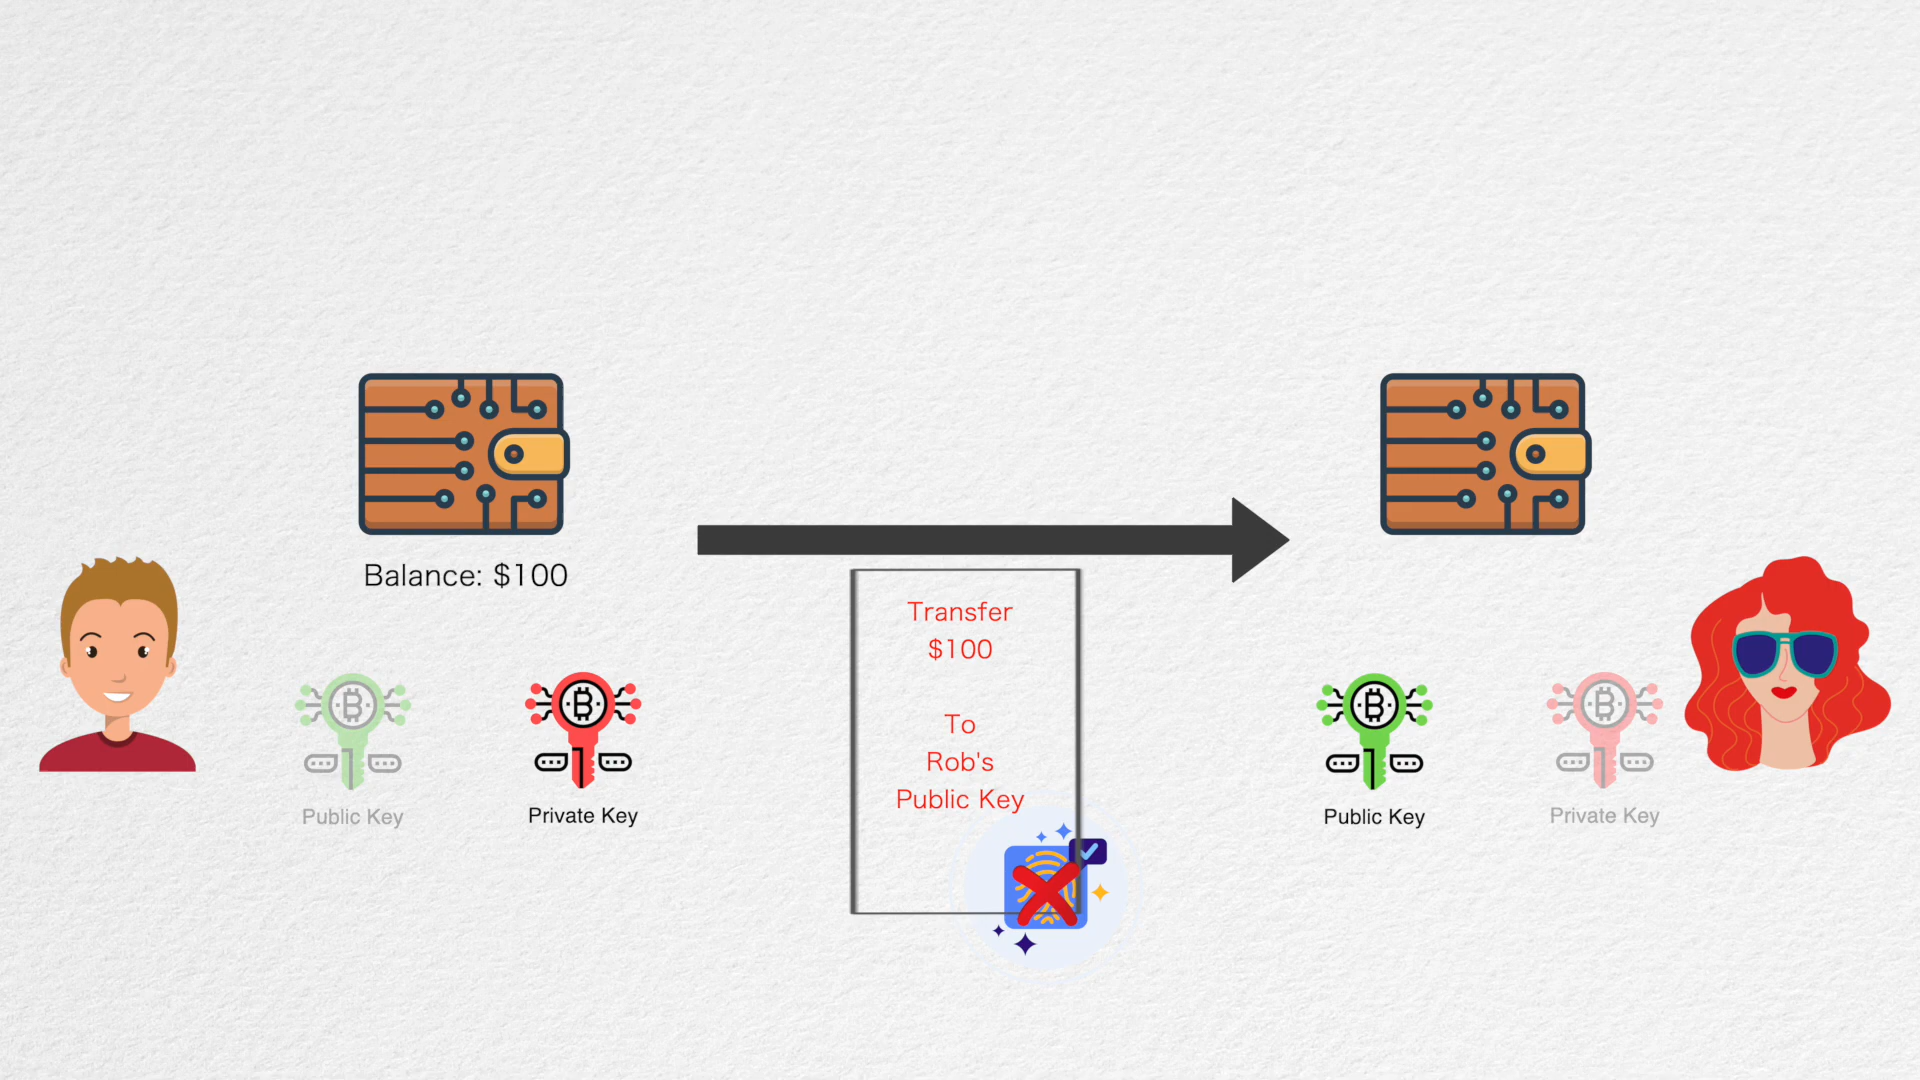 Balance: $100
Transfer
$100
To
Rob's
Public Key
Public Key
Private Key
Public Key
Private Key